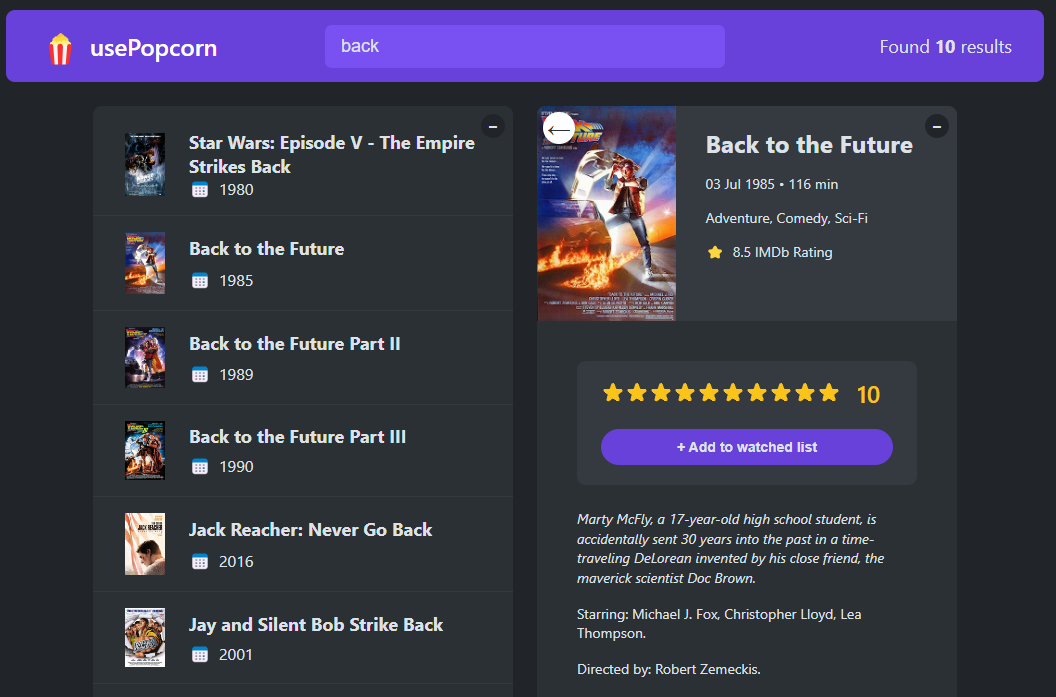 usePopcorn
back
Found 10 results
Star Wars: Episode V - The Empire
Strikes Back
1980
Back to the Future
1985
Back to the Future Part II
1989
Back to the Future Part III
1990
Jack Reacher: Never Go Back
2016
Jay and Silent Bob Strike Back
2001
Back to the Future
03 Jul 1985 • 116 min
Adventure, Comedy, Sci-Fi
8.5 IMDb Rating
10
+ Add to watched list
Marty McFly, a 17-year-old high school student, is
accidentally sent 30 years into the past in a time-
traveling DeLorean invented by his close friend, the
maverick scientist Doc Brown.
Starring: Michael J. Fox, Christopher Lloyd, Lea
Thompson.
Directed by: Robert Zemeckis.